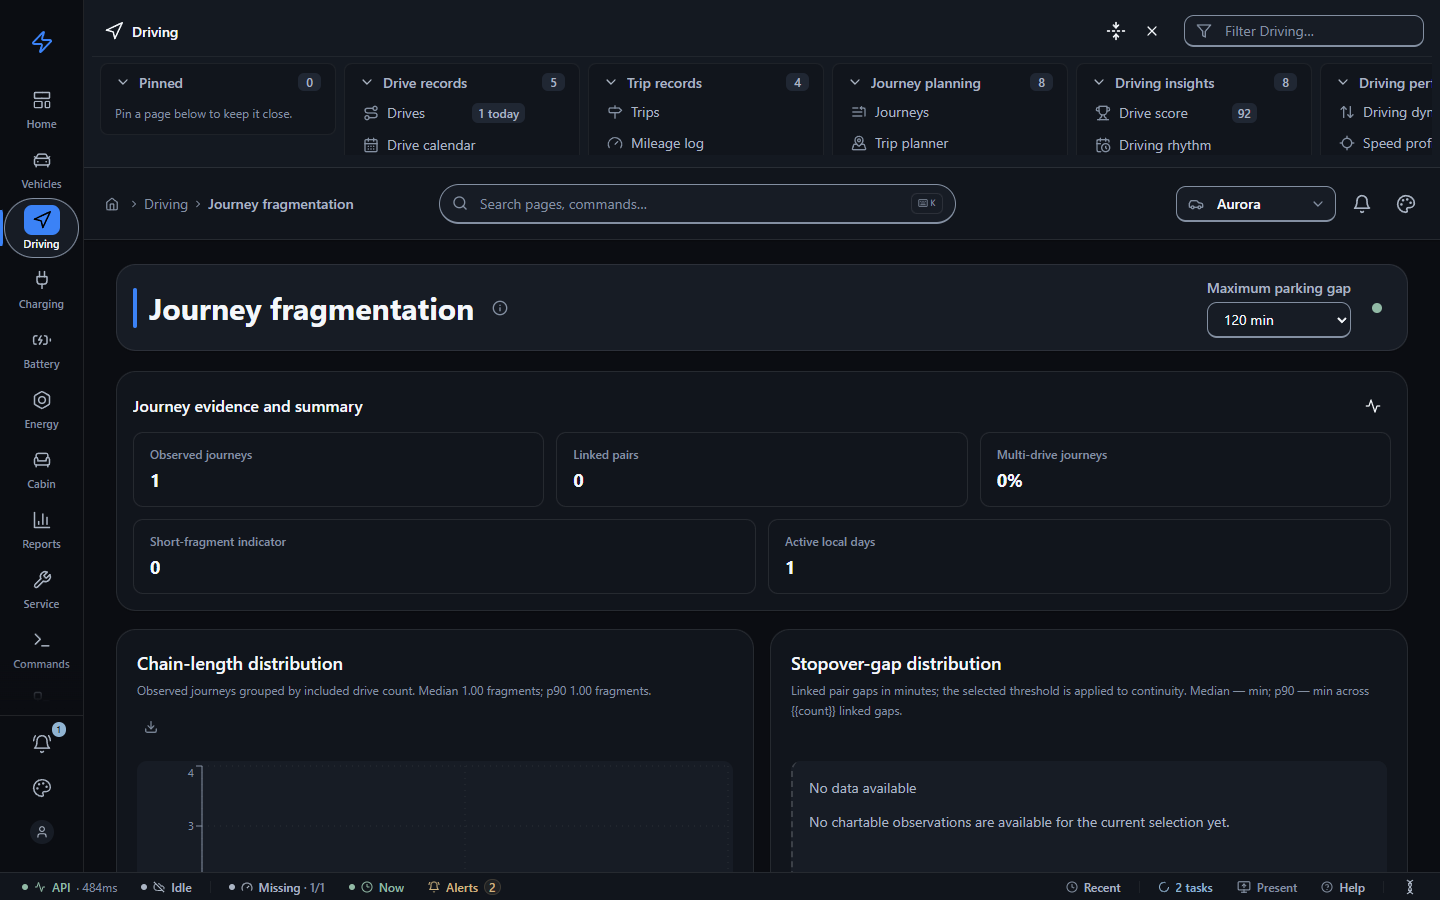 Driving
Filter Driving...
Pinned 0
Pin a page below to keep it close.
Drive records 5
Drives 1 today
Drive calendar
Trip records 4
Trips
Mileage log
Journey planning 8
Journeys
Trip planner
Driving insights 8
Drive score 92
Driving rhythm
Driving per
Driving dyn
Speed prof
Home
Vehicles
Driving
Charging
Battery
Energy
Cabin
Reports
Service
Commands
1
Driving Journey fragmentation
Search pages, commands...
K
Aurora
Journey fragmentation
Maximum parking gap
120 min
Journey evidence and summary
Observed journeys
1
Linked pairs
0
Multi-drive journeys
0%
Short-fragment indicator
0
Active local days
1
Chain-length distribution
Observed journeys grouped by included drive count. Median 1.00 fragments; p90 1.00 fragments.
4
3
Stopover-gap distribution
Linked pair gaps in minutes; the selected threshold is applied to continuity. Median — min; p90 — min across
{{count}} linked gaps.
No data available
No chartable observations are available for the current selection yet.
API · 484ms
Idle
Missing · 1/1
Now
Alerts 2
Recent
2 tasks
Present
Help